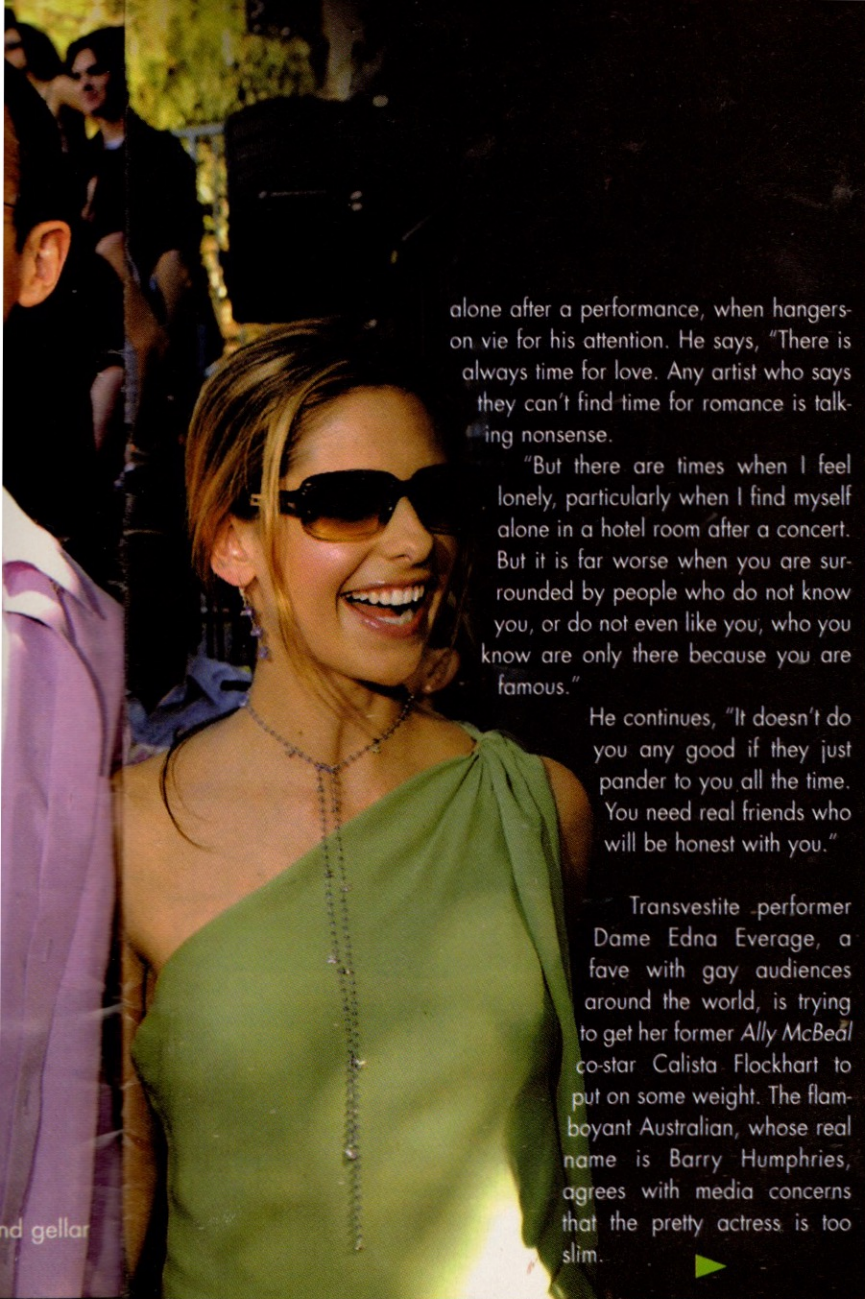 alone after a performance, when hangers-
on vie for his attention. He says, “There is
always time for love. Any artist who says
they can’t find time for romance is talk-
ing nonsense.
“But there are times when I feel
lonely, particularly when I find myself
alone in a hotel room after a concert.
But it is far worse when you are sur-
rounded by people who do not know
you, or do not even like you, who you
know are only there because you are
famous.”
He continues, “It doesn’t do
you any good if they just
pander to you all the time.
You need real friends who
will be honest with you.”
Transvestite performer
Dame Edna Everage, a
fave with gay audiences
around the world, is trying
to get her former Ally McBeal
co-star Calista Flockhart to
put on some weight. The flam-
boyant Australian, whose real
name is Barry Humphries,
agrees with media concerns
that the pretty actress is too
slim.
nd gellar